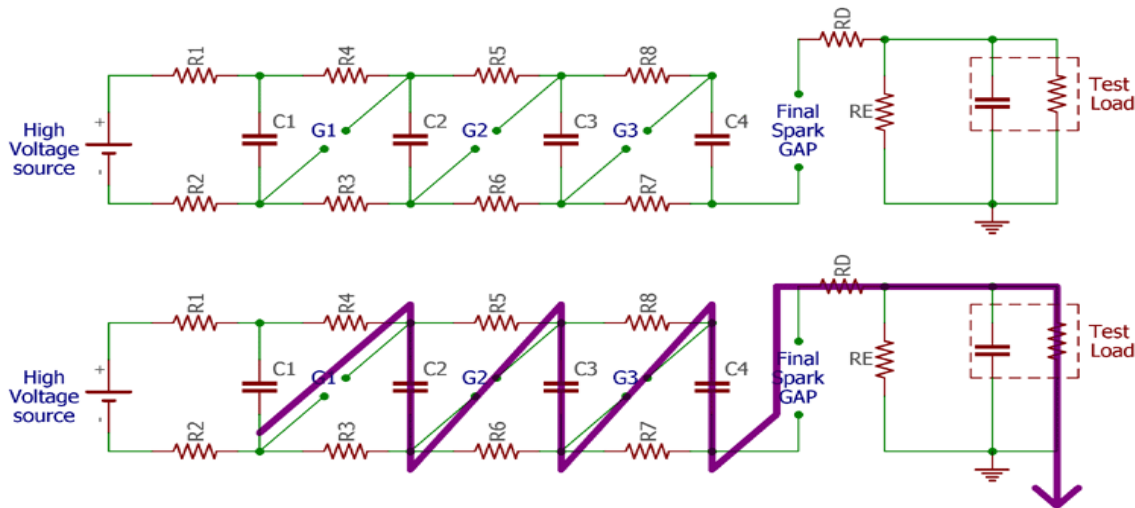 R1
R4
R5
R8
RD
+
High
Voltage
source
-
C1
G1
C2
G2
C3
G3
C4
Final
Spark
GAP
RE
Test
Load
R2
R3
R6
R7
R1
R4
R5
R8
RD
+
High
Voltage
source
-
C1
G1
C2
G2
C3
G3
C4
Final
Spark
GAP
RE
Test
Load
R2
R3
R6
R7